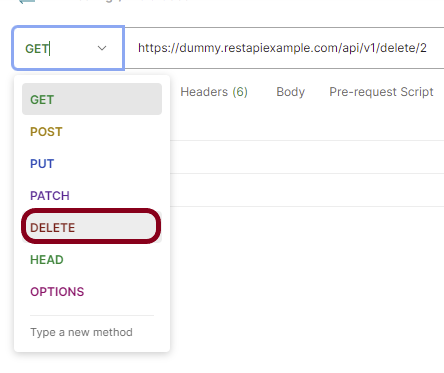 GET https://dummy.restapiexample.com/api/v1/delete/2
Headers (6) Body Pre-request Script
GET
POST
PUT
PATCH
DELETE
HEAD
OPTIONS
Type a new method